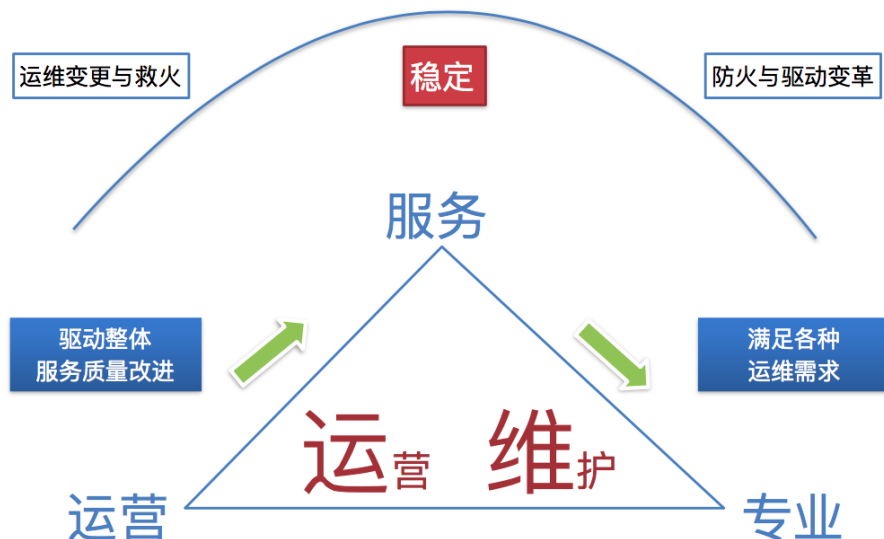 运维变更与救火
稳定
防火与驱动变革
服务
驱动整体
服务质量改进
满足各种
运维需求
运营 维护
运营
专业